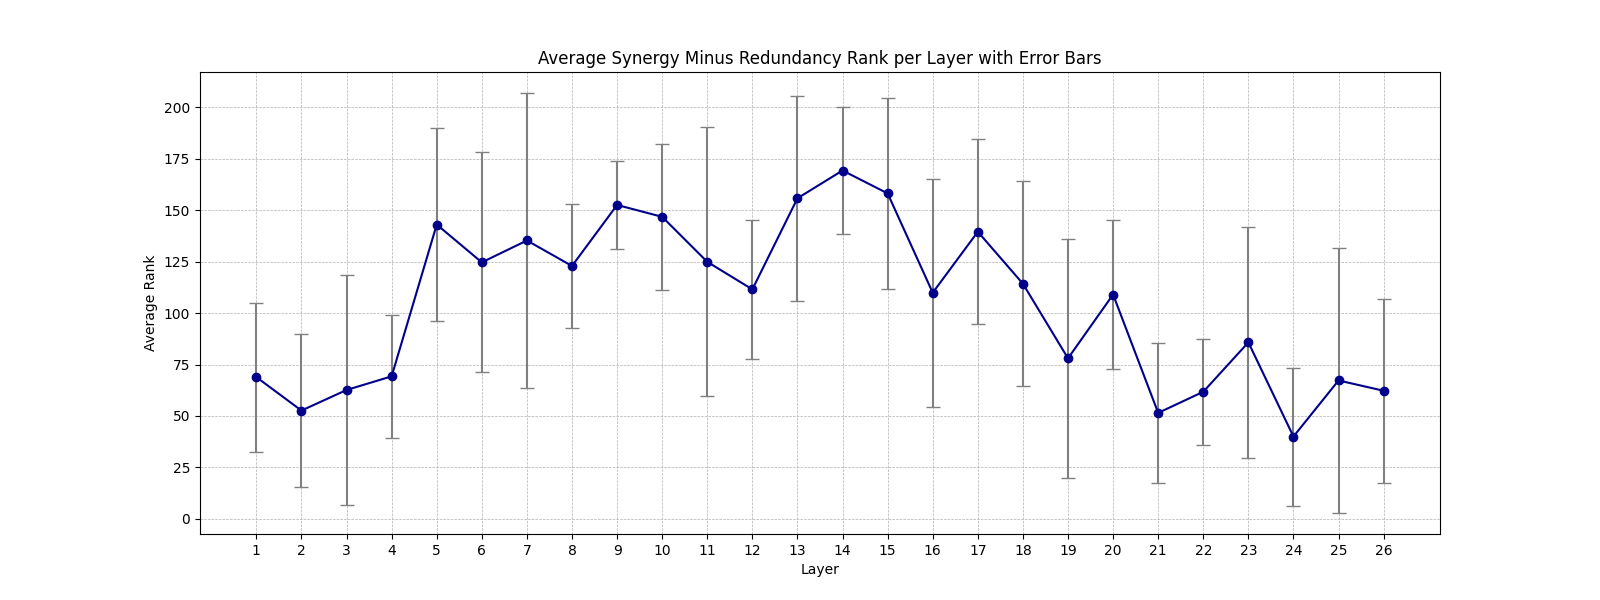 Average Synergy Minus Redundancy Rank per Layer with Error Bars
200
175
150
125
100
75
50
25
0
Average Rank
1 2 3 4 5 6 7 8 9 10 11 12 13 14 15 16 17 18 19 20 21 22 23 24 25 26
Layer